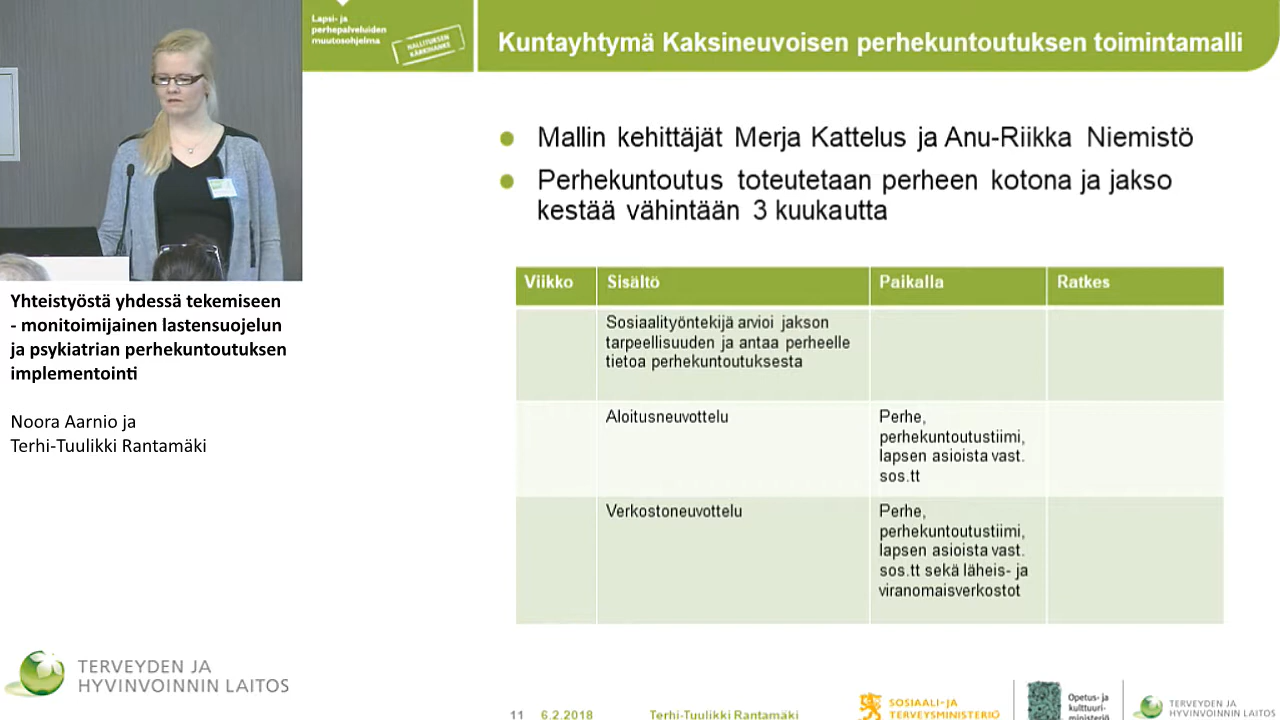 Lapsi- ja
perhepalveluiden
muutosohjelma
HALLITUKSEN
KÄRKIHANKE
Kuntayhtymä Kaksineuvoisen perhekuntoutuksen toimintamalli
Mallin kehittäjät Merja Kattelus ja Anu-Riikka Niemistö
Perhekuntoutus toteutetaan perheen kotona ja jakso
kestää vähintään 3 kuukautta
Viikko Sisältö Paikalla Ratkes
Sosiaalityöntekijä arvioi jakson
tarpeellisuuden ja antaa perheelle
tietoa perhekuntoutuksesta
Aloitusneuvottelu
Perhe,
perhekuntoutustiimi,
lapsen asioista vast.
sos.tt
Verkostoneuvottelu
Perhe,
perhekuntoutustiimi,
lapsen asioista vast.
sos.tt sekä läheis- ja
viranomaisverkostot
Yhteistyöstä yhdessä tekemiseen
- monitoimijainen lastensuojelun
ja psykiatrian perhekuntoutuksen
implementointi
Noora Aarnio ja
Terhi-Tuulikki Rantamäki
TERVEYDEN JA
HYVINVOINNIN LAITOS
11 6.2.2018 Terhi-Tuulikki Rantamäki
SOSIAALI- JA
TERVEYSMINISTERIÖ
Opetus- ja
kulttuuri-
ministeriö
TERVEYDEN JA
HYVINVOINNIN LAITOS